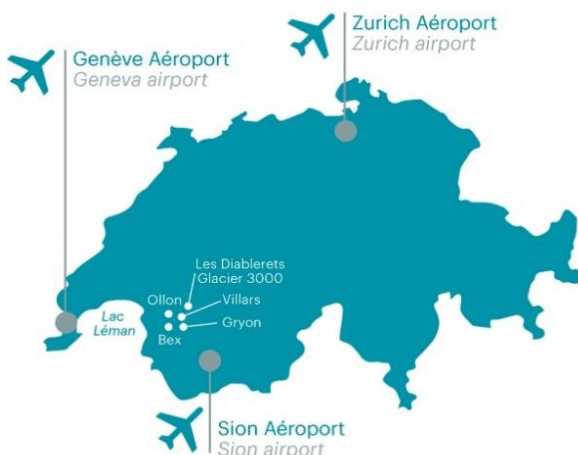 Zurich Aéroport
Zurich airport
Genève Aéroport
Geneva airport
Les Diablerets
Glacier 3000
Ollon
Villars
Lac
Léman
Gryon
Bex
Sion Aéroport
Sion airport